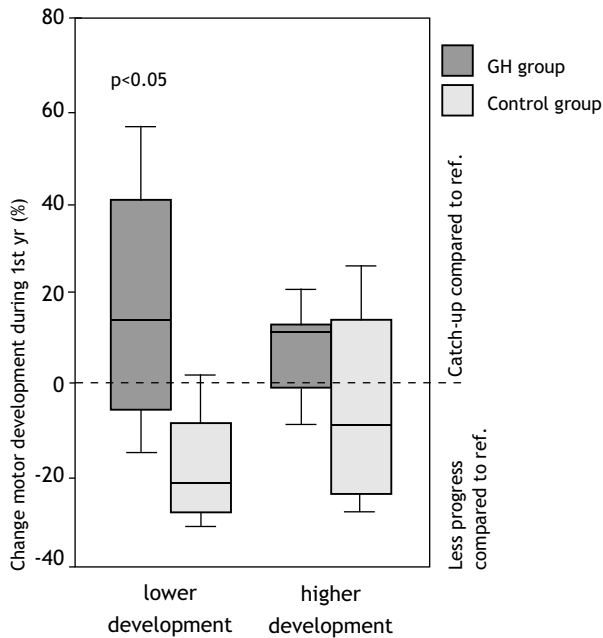 80
60
40
20
0
-20
-40
Change motor development during 1st yr (%)
p<0.05
GH group
Control group
Catch-up compared to ref.
Less progress
compared to ref.
lower
development
higher
development